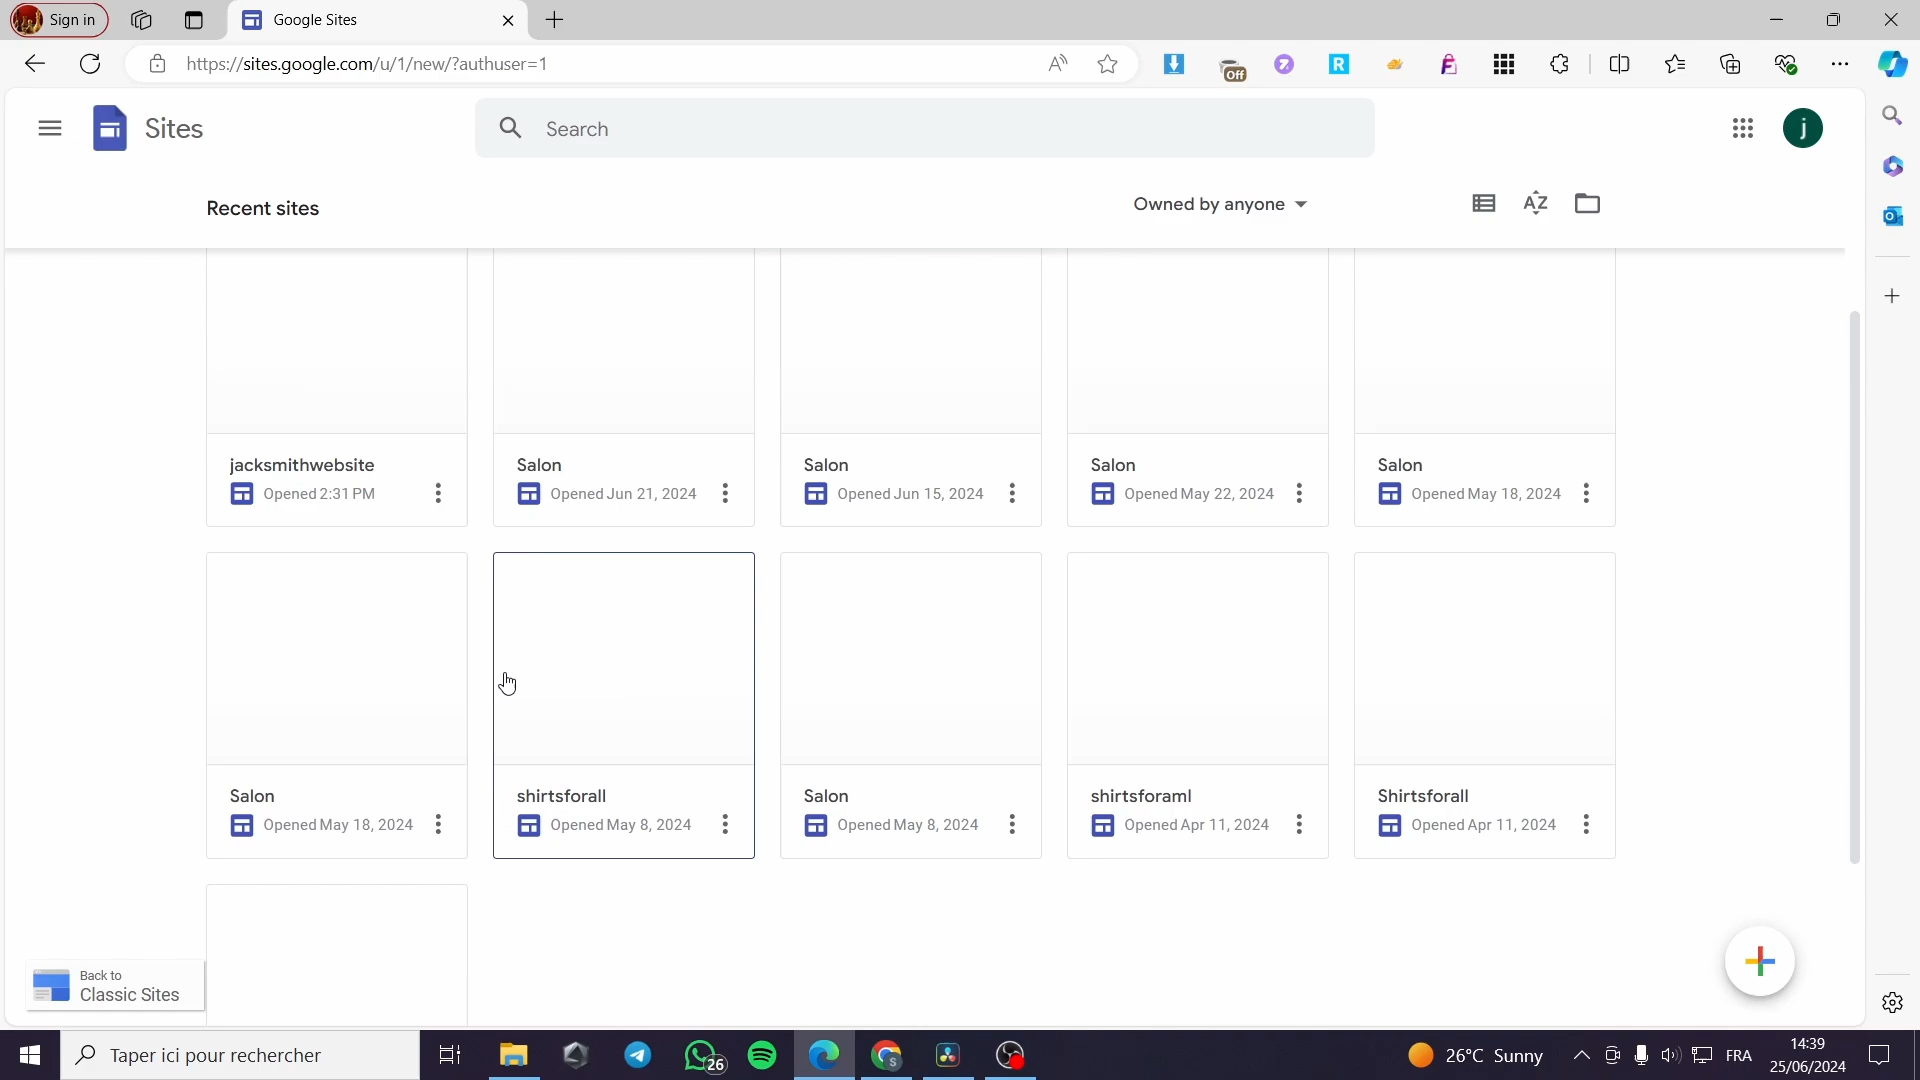 Sign in
Google Sites
https://sites.google.com/u/1/new/?authuser=1
Off
Sites
Search
j
Recent sites
Owned by anyone
AZ
jacksmithwebsite
Opened 2:31 PM
Salon
Opened Jun 21, 2024
Salon
Opened Jun 15, 2024
Salon
Opened May 22, 2024
Salon
Opened May 18, 2024
Salon
Opened May 18, 2024
shirtsforall
Opened May 8, 2024
Salon
Opened May 8, 2024
shirtsforaml
Opened Apr 11, 2024
Shirtsforall
Opened Apr 11, 2024
Back to
Classic Sites
Taper ici pour rechercher
26
26°C Sunny
FRA
14:39
25/06/2024